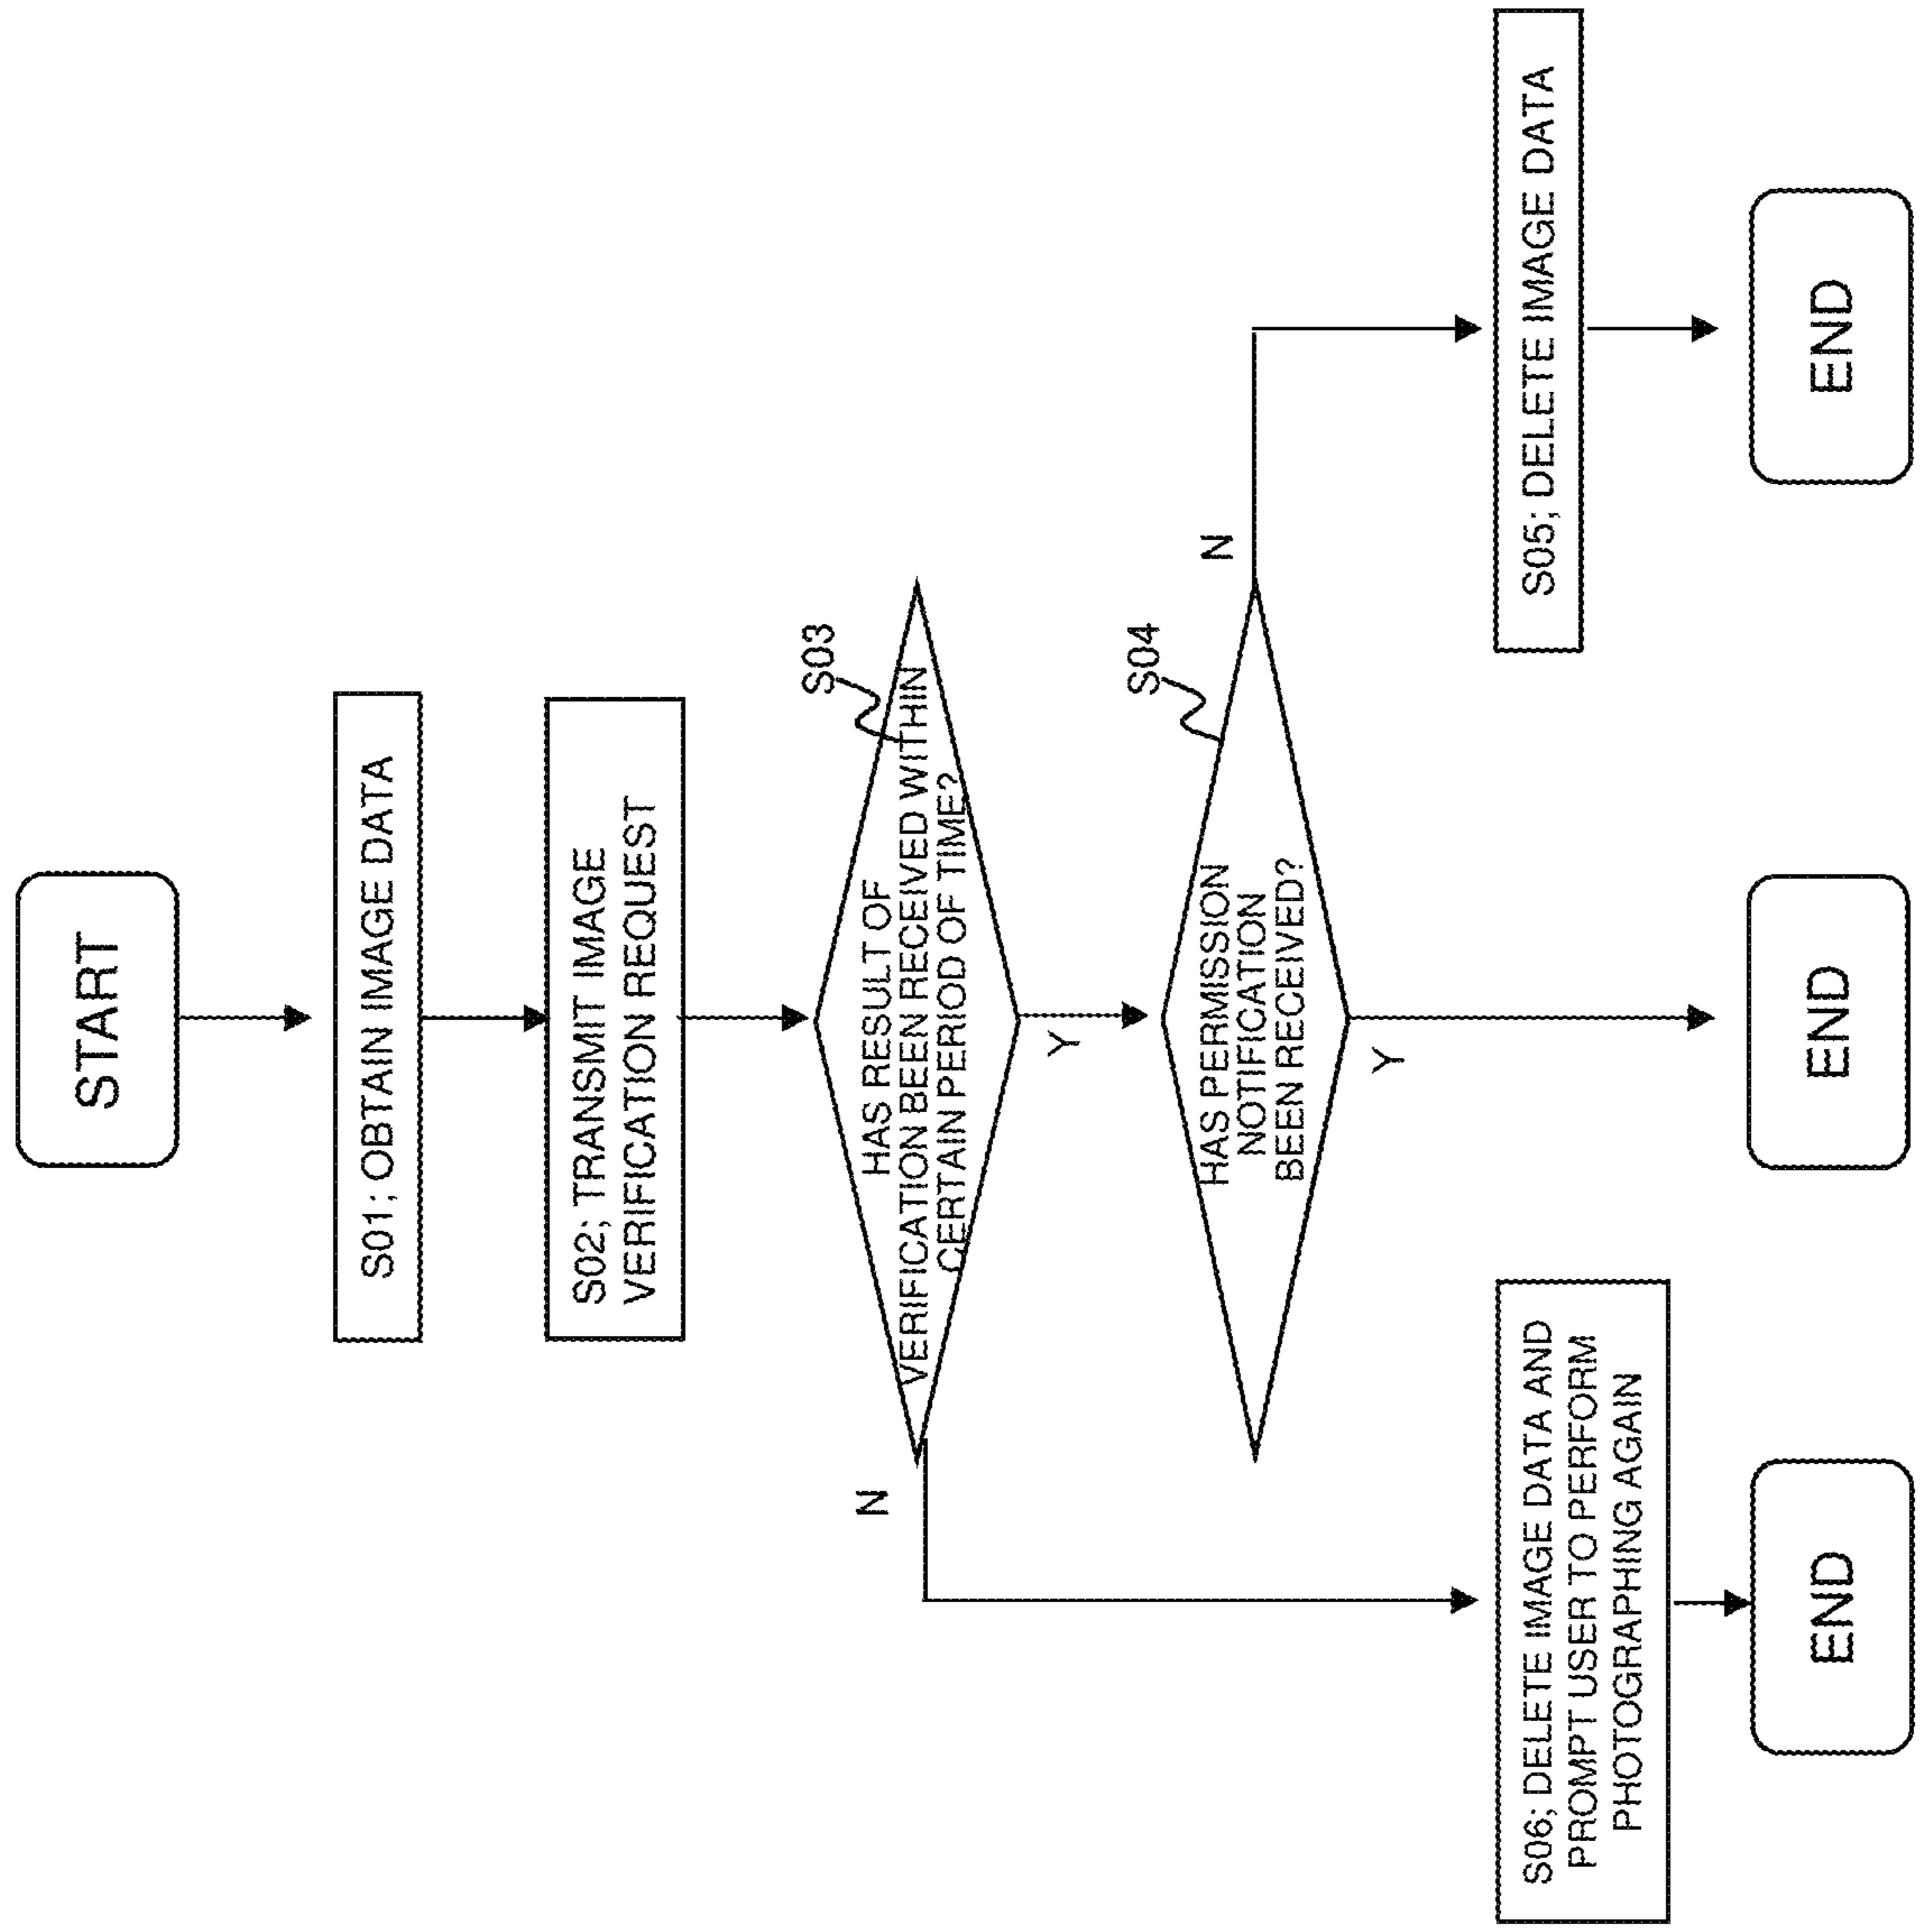 START
S01; OBTAIN IMAGE DATA
S02; TRANSMIT IMAGE
VERIFICATION REQUEST
S03
HAS RESULT OF
VERIFICATION BEEN RECEIVED WITHIN
CERTAIN PERIOD OF TIME?
N
Y
S04
HAS PERMISSION
NOTIFICATION
BEEN RECEIVED?
N
Y
S06; DELETE IMAGE DATA AND
PROMPT USER TO PERFORM
PHOTOGRAPHING AGAIN
S05; DELETE IMAGE DATA
END
END
END